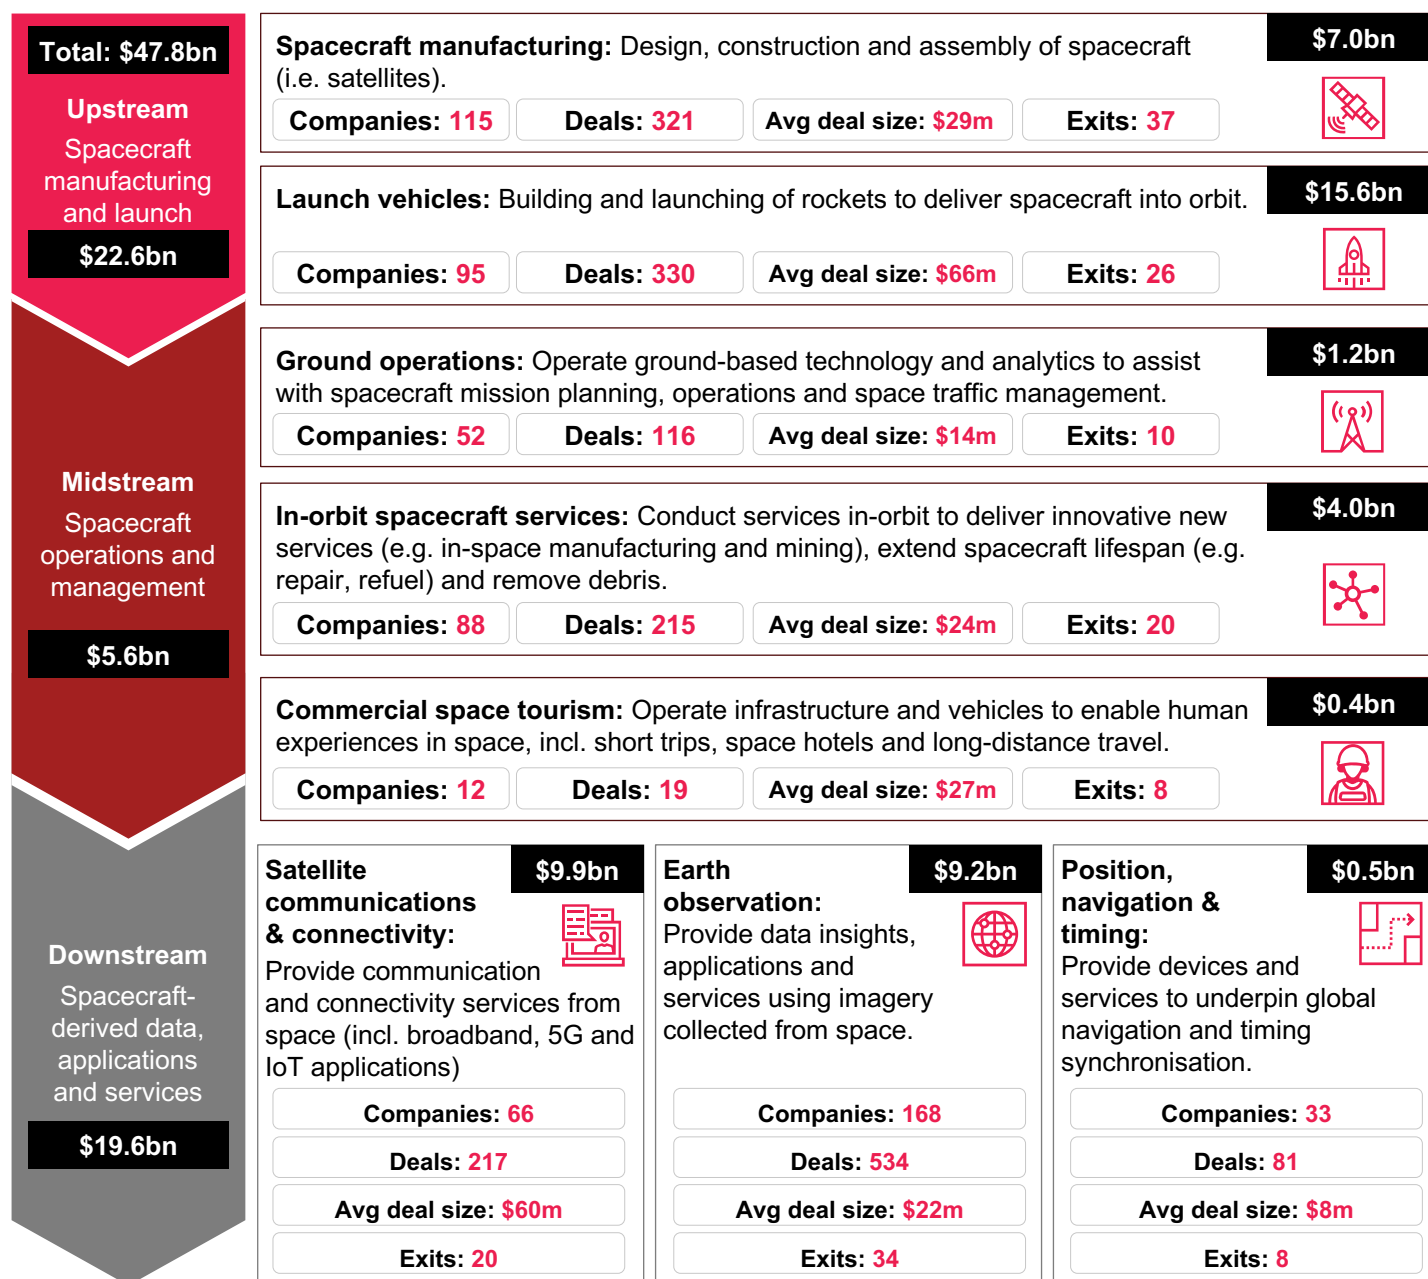 Total: $47.8bn
Upstream
Spacecraft
manufacturing
and launch
$22.6bn
Spacecraft manufacturing: Design, construction and assembly of spacecraft
(i.e. satellites).
$7.0bn
Companies: 115
Deals: 321
Avg deal size: $29m
Exits: 37
Launch vehicles: Building and launching of rockets to deliver spacecraft into orbit.
$15.6bn
Companies: 95
Deals: 330
Avg deal size: $66m
Exits: 26
Midstream
Spacecraft
operations and
management
$5.6bn
Ground operations: Operate ground-based technology and analytics to assist
with spacecraft mission planning, operations and space traffic management.
$1.2bn
Companies: 52
Deals: 116
Avg deal size: $14m
Exits: 10
In-orbit spacecraft services: Conduct services in-orbit to deliver innovative new
services (e.g. in-space manufacturing and mining), extend spacecraft lifespan (e.g.
repair, refuel) and remove debris.
$4.0bn
Companies: 88
Deals: 215
Avg deal size: $24m
Exits: 20
Commercial space tourism: Operate infrastructure and vehicles to enable human
experiences in space, incl. short trips, space hotels and long-distance travel.
$0.4bn
Companies: 12
Deals: 19
Avg deal size: $27m
Exits: 8
Downstream
Spacecraft-
derived data,
applications
and services
$19.6bn
Satellite
communications
& connectivity:
$9.9bn
Provide communication
and connectivity services from
space (incl. broadband, 5G and
IoT applications)
Companies: 66
Deals: 217
Avg deal size: $60m
Exits: 20
Earth
observation:
$9.2bn
Provide data insights,
applications and
services using imagery
collected from space.
Companies: 168
Deals: 534
Avg deal size: $22m
Exits: 34
Position,
navigation &
timing:
$0.5bn
Provide devices and
services to underpin global
navigation and timing
synchronisation.
Companies: 33
Deals: 81
Avg deal size: $8m
Exits: 8